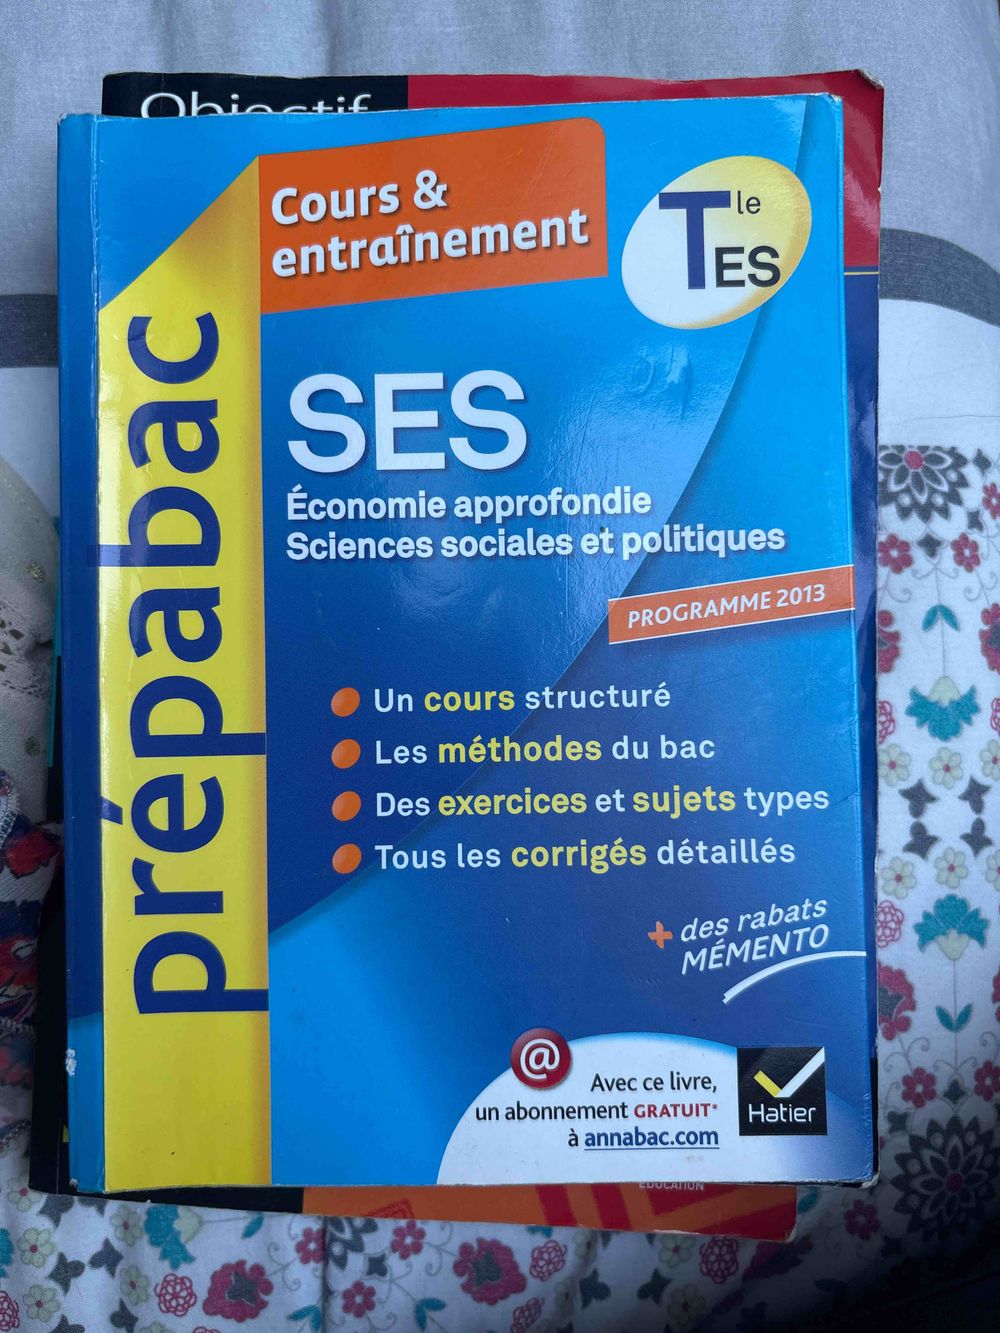 Objectif
Cours &
entraînement
Tle
ES
prépabac
SES
Économie approfondie
Sciences sociales et politiques
PROGRAMME 2013
Un cours structuré
Les méthodes du bac
Des exercices et sujets types
Tous les corrigés détaillés
+ des rabats
MÉMENTO
@
Avec ce livre,
un abonnement GRATUIT*
à annabac.com
Hatier
EDUCATION